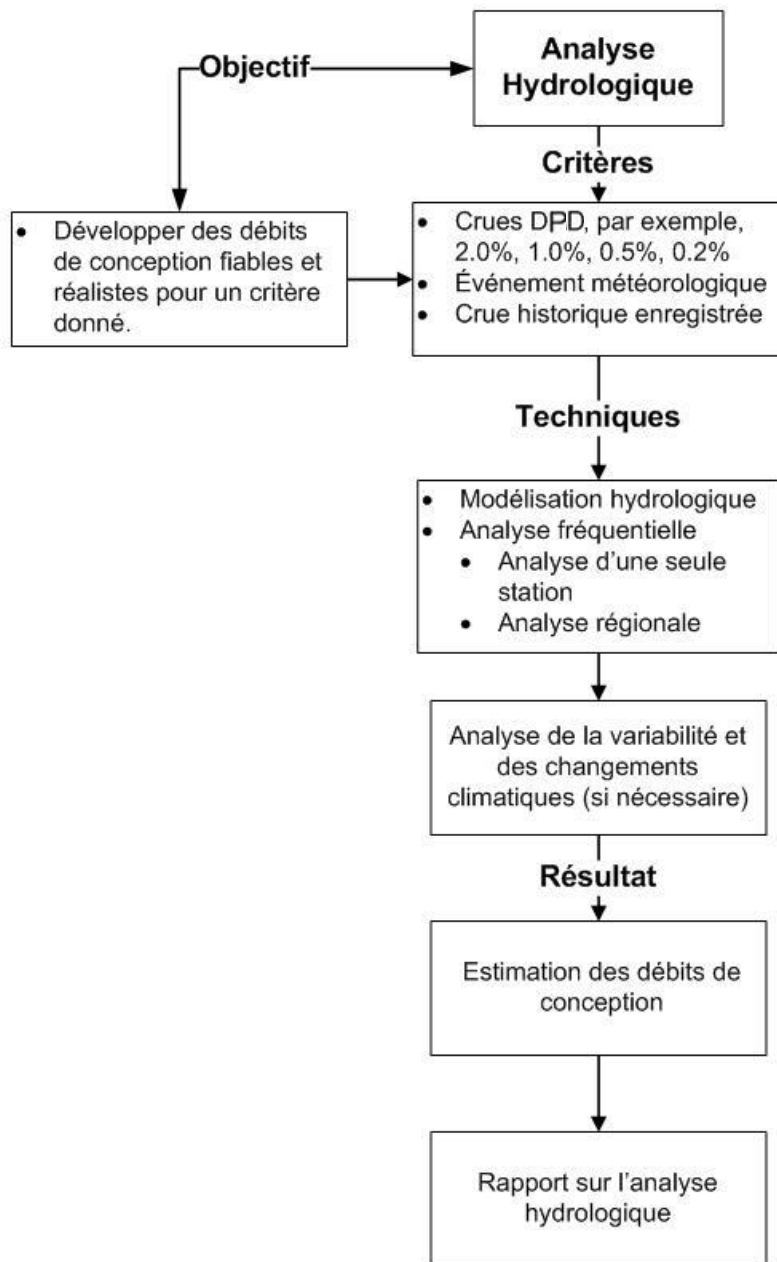 Objectif
Analyse
Hydrologique
Critères
• Développer des débits
de conception fiables et
réalistes pour un critère
donné.
• Crues DPD, par exemple,
2.0%, 1.0%, 0.5%, 0.2%
• Événement météorologique
• Crue historique enregistrée
Techniques
• Modélisation hydrologique
• Analyse fréquentielle
• Analyse d'une seule
station
• Analyse régionale
Analyse de la variabilité et
des changements
climatiques (si nécessaire)
Résultat
Estimation des débits de
conception
Rapport sur l'analyse
hydrologique